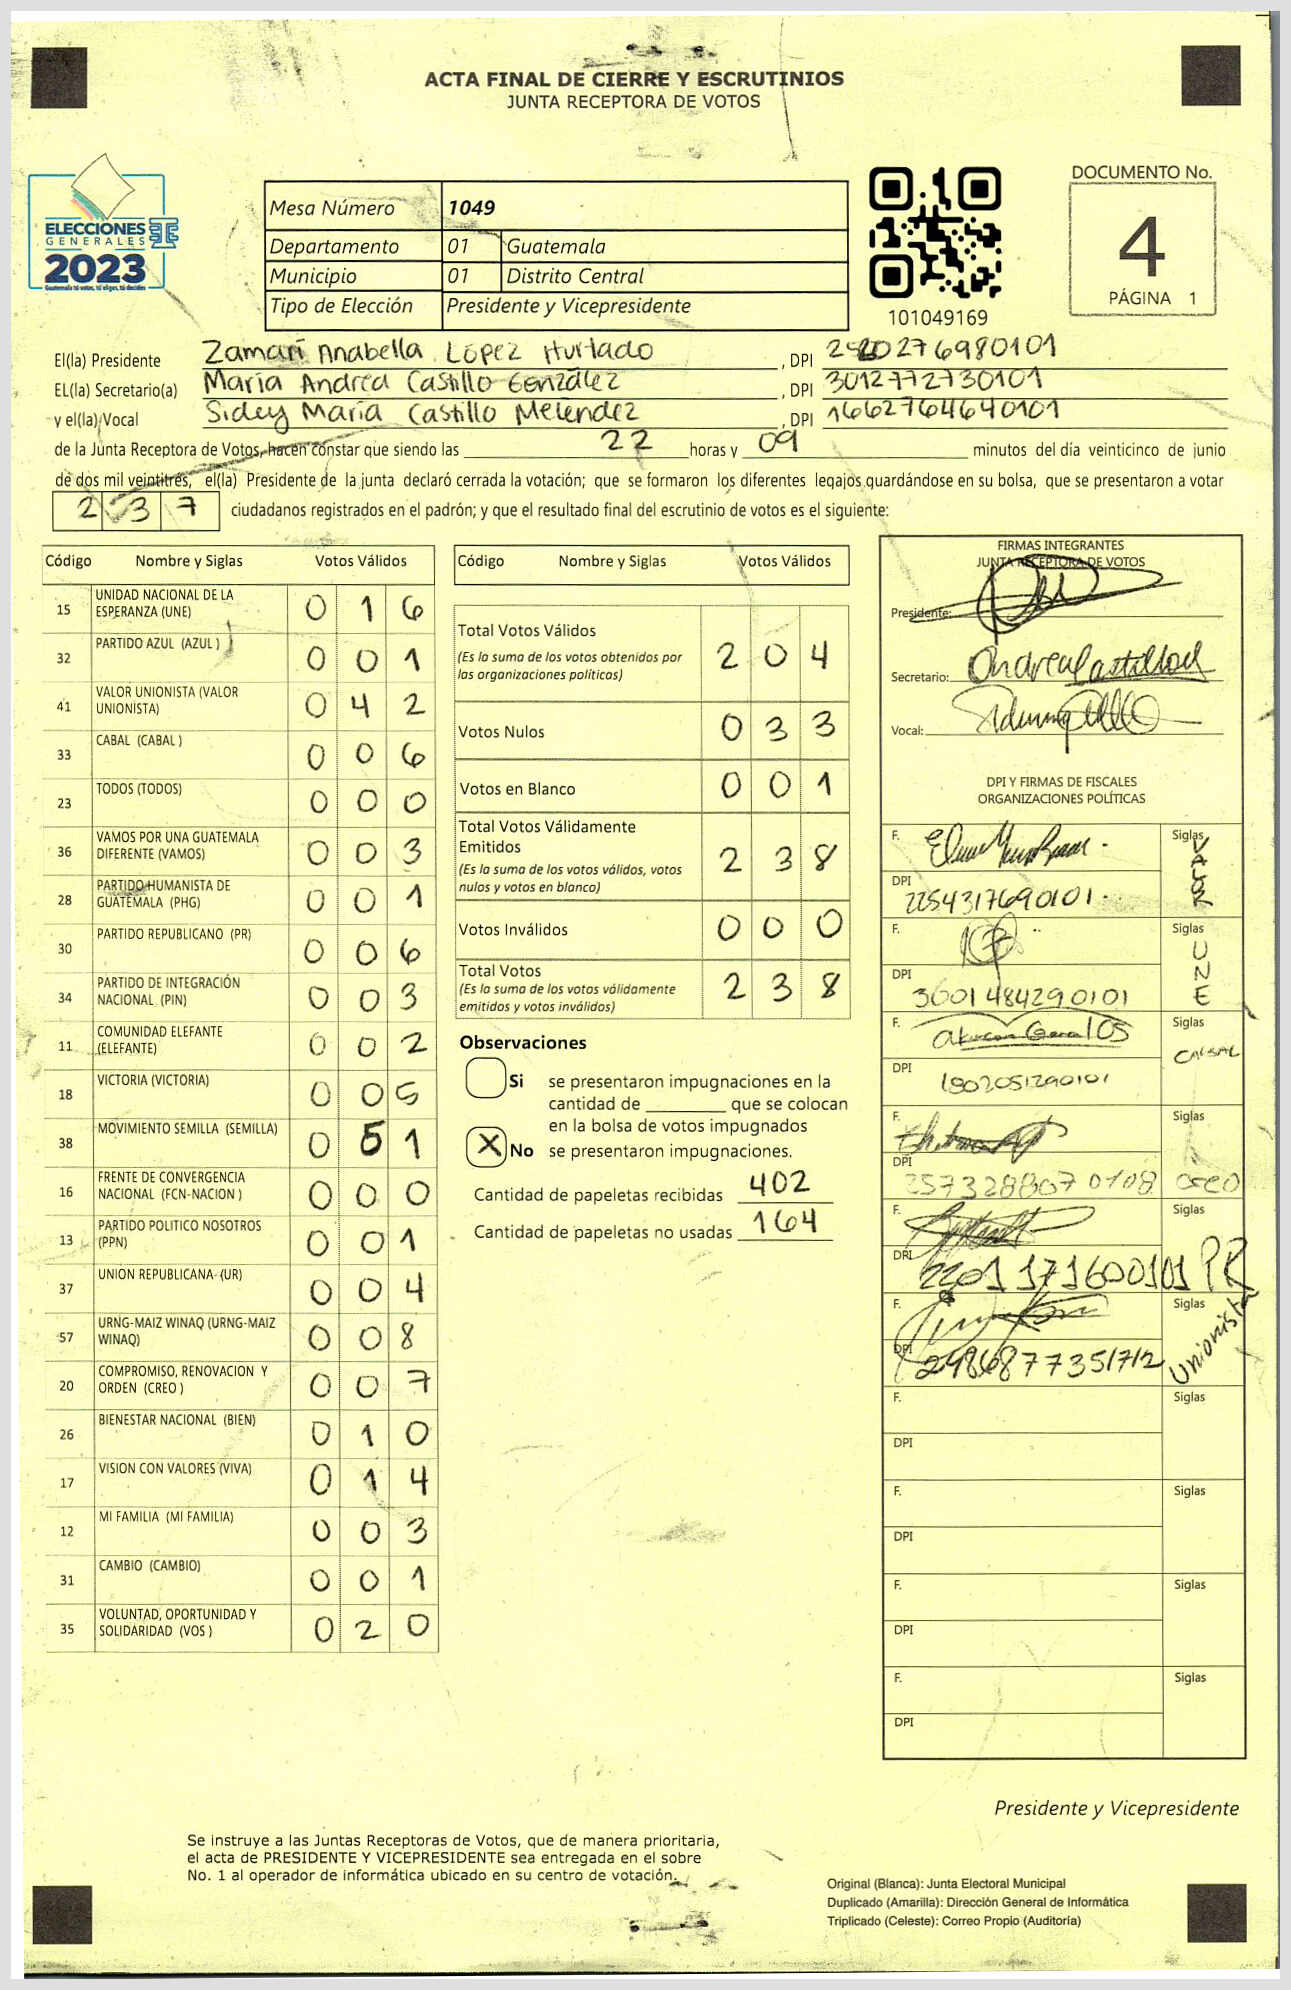 ACTA FINAL DE CIERRE Y ESCRUTINIOS
JUNTA RECEPTORA DE VOTOS
ELECCIONES
GENERALES
2023
Guatemala tú votas, tú eliges, tú decides
Mesa Número 1049
Departamento 01 Guatemala
Municipio 01 Distrito Central
Tipo de Elección Presidente y Vicepresidente
101049169
DOCUMENTO No.
4
PÁGINA 1
El(la) Presidente Zamarí Anabella López Hurtado , DPI 276980101
EL(la) Secretario(a) María Andrea Castillo González , DPI 3012772730101
y el(la) Vocal Sidey María Castillo Meléndez , DPI 1662764640101
de la Junta Receptora de Votos, hacen constar que siendo las 22 horas y 09 minutos del día veinticinco de junio
de dos mil veintitrés, el(la) Presidente de la junta declaró cerrada la votación; que se formaron los diferentes legajos guardándose en su bolsa, que se presentaron a votar
2 3 7 ciudadanos registrados en el padrón; y que el resultado final del escrutinio de votos es el siguiente:
Código Nombre y Siglas Votos Válidos
15 UNIDAD NACIONAL DE LA ESPERANZA (UNE) 0 1 6
32 PARTIDO AZUL (AZUL ) 0 0 1
41 VALOR UNIONISTA (VALOR UNIONISTA) 0 4 2
33 CABAL (CABAL ) 0 0 6
23 TODOS (TODOS) 0 0 0
36 VAMOS POR UNA GUATEMALA DIFERENTE (VAMOS) 0 0 3
28 PARTIDO HUMANISTA DE GUATEMALA (PHG) 0 0 1
30 PARTIDO REPUBLICANO (PR) 0 0 6
34 PARTIDO DE INTEGRACIÓN NACIONAL (PIN) 0 0 3
11 COMUNIDAD ELEFANTE (ELEFANTE) 0 0 2
18 VICTORIA (VICTORIA) 0 0 5
38 MOVIMIENTO SEMILLA (SEMILLA) 0 5 1
16 FRENTE DE CONVERGENCIA NACIONAL (FCN-NACION ) 0 0 0
13 PARTIDO POLITICO NOSOTROS (PPN) 0 0 1
37 UNION REPUBLICANA (UR) 0 0 4
57 URNG-MAIZ WINAQ (URNG-MAIZ WINAQ) 0 0 8
20 COMPROMISO, RENOVACION Y ORDEN (CREO ) 0 0 7
26 BIENESTAR NACIONAL (BIEN) 0 1 0
17 VISION CON VALORES (VIVA) 0 1 4
12 MI FAMILIA (MI FAMILIA) 0 0 3
31 CAMBIO (CAMBIO) 0 0 1
35 VOLUNTAD, OPORTUNIDAD Y SOLIDARIDAD (VOS ) 0 2 0
Código Nombre y Siglas Votos Válidos
Total Votos Válidos 2 0 4
(Es la suma de los votos obtenidos por
las organizaciones políticas)
Votos Nulos 0 3 3
Votos en Blanco 0 0 1
Total Votos Válidamente
Emitidos 2 3 8
(Es la suma de los votos válidos, votos
nulos y votos en blanco)
Votos Inválidos 0 0 0
Total Votos 2 3 8
(Es la suma de los votos válidamente
emitidos y votos inválidos)
Observaciones
Si se presentaron impugnaciones en la
cantidad de ________ que se colocan
en la bolsa de votos impugnados
X No se presentaron impugnaciones.
Cantidad de papeletas recibidas 402
Cantidad de papeletas no usadas 164
FIRMAS INTEGRANTES
JUNTA RECEPTORA DE VOTOS
Presidente:
Secretario:
Vocal:
DPI Y FIRMAS DE FISCALES
ORGANIZACIONES POLÍTICAS
F. Siglas VALOR
DPI 2254317690101
F. Siglas UNE
DPI 3601484290101
F. Siglas CABAL
DPI 1802051290101
F. Siglas CREO
DPI 2573288070108
F. Siglas PR
DPI 2201171600101
F. Siglas Unionista
DPI 2486877351712
F. Siglas
DPI
F. Siglas
DPI
F. Siglas
DPI
F. Siglas
DPI
Presidente y Vicepresidente
Se instruye a las Juntas Receptoras de Votos, que de manera prioritaria,
el acta de PRESIDENTE Y VICEPRESIDENTE sea entregada en el sobre
No. 1 al operador de informática ubicado en su centro de votación.
Original (Blanca): Junta Electoral Municipal
Duplicado (Amarilla): Dirección General de Informática
Triplicado (Celeste): Correo Propio (Auditoría)